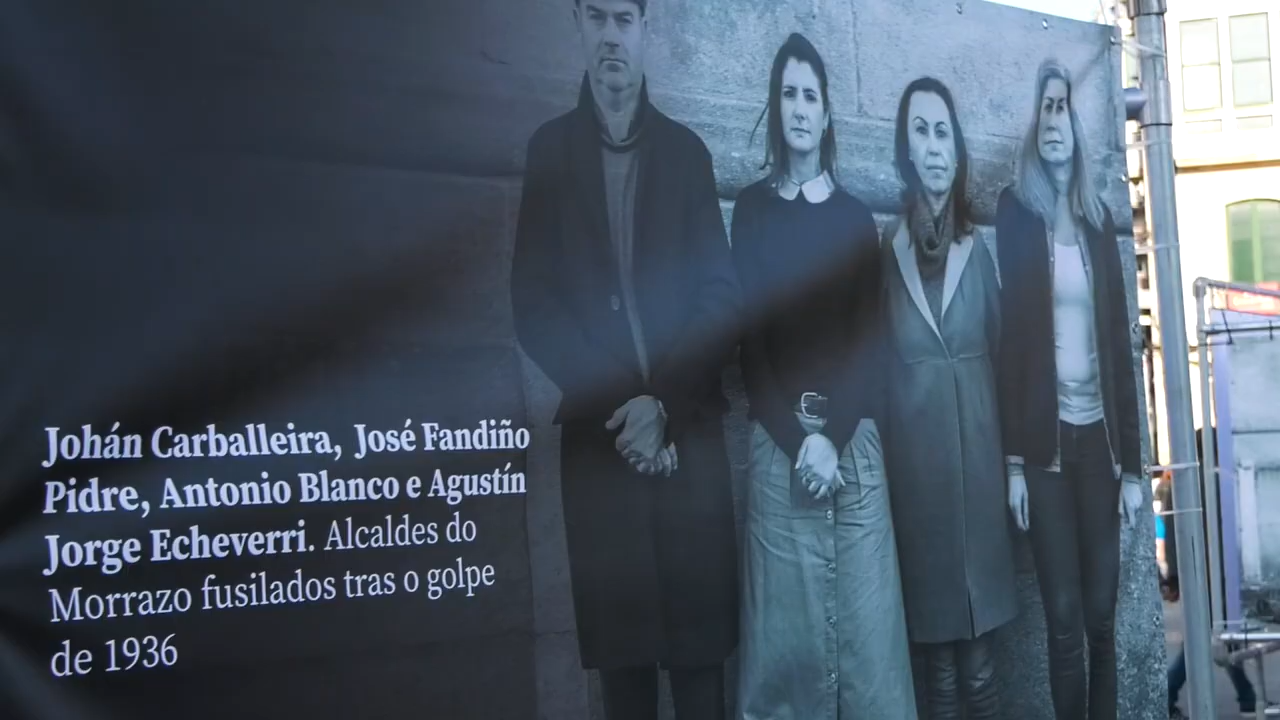 Johán Carballeira, José Fandiño
Pidre, Antonio Blanco e Agustín
Jorge Echeverri. Alcaldes do
Morrazo fusilados tras o golpe
de 1936